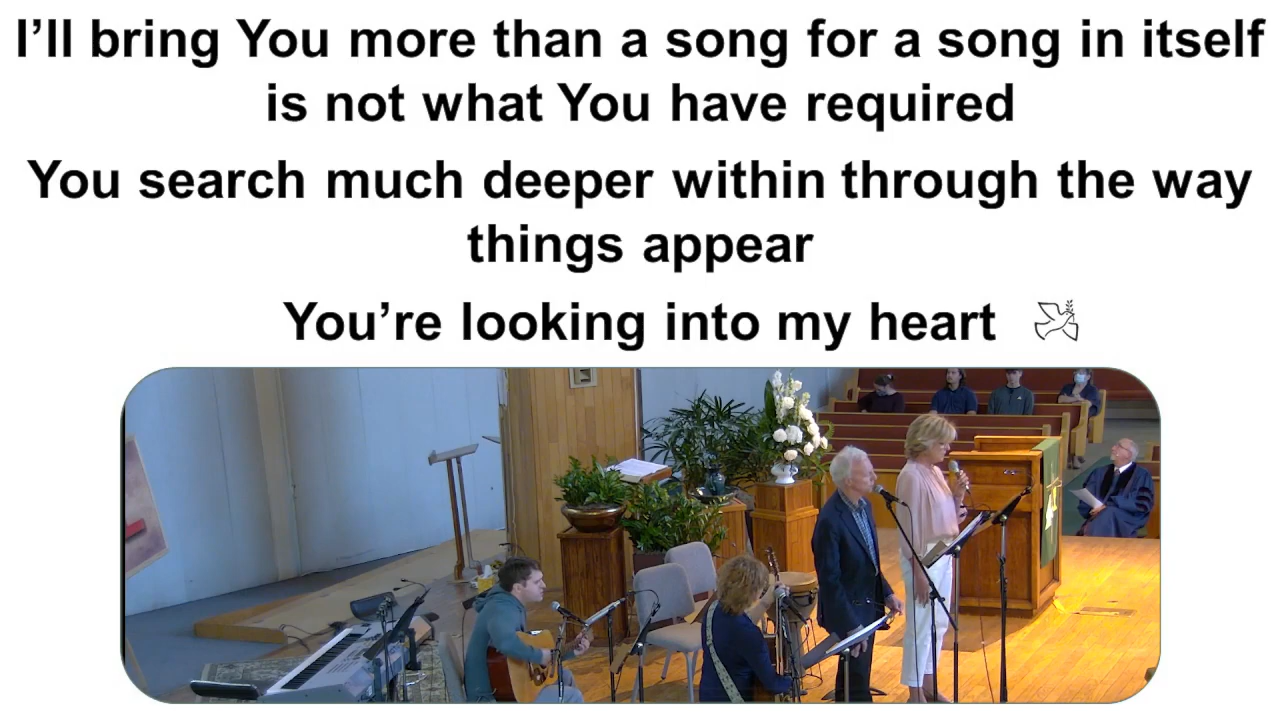 I’ll bring You more than a song for a song in itself
is not what You have required
You search much deeper within through the way
things appear
You’re looking into my heart